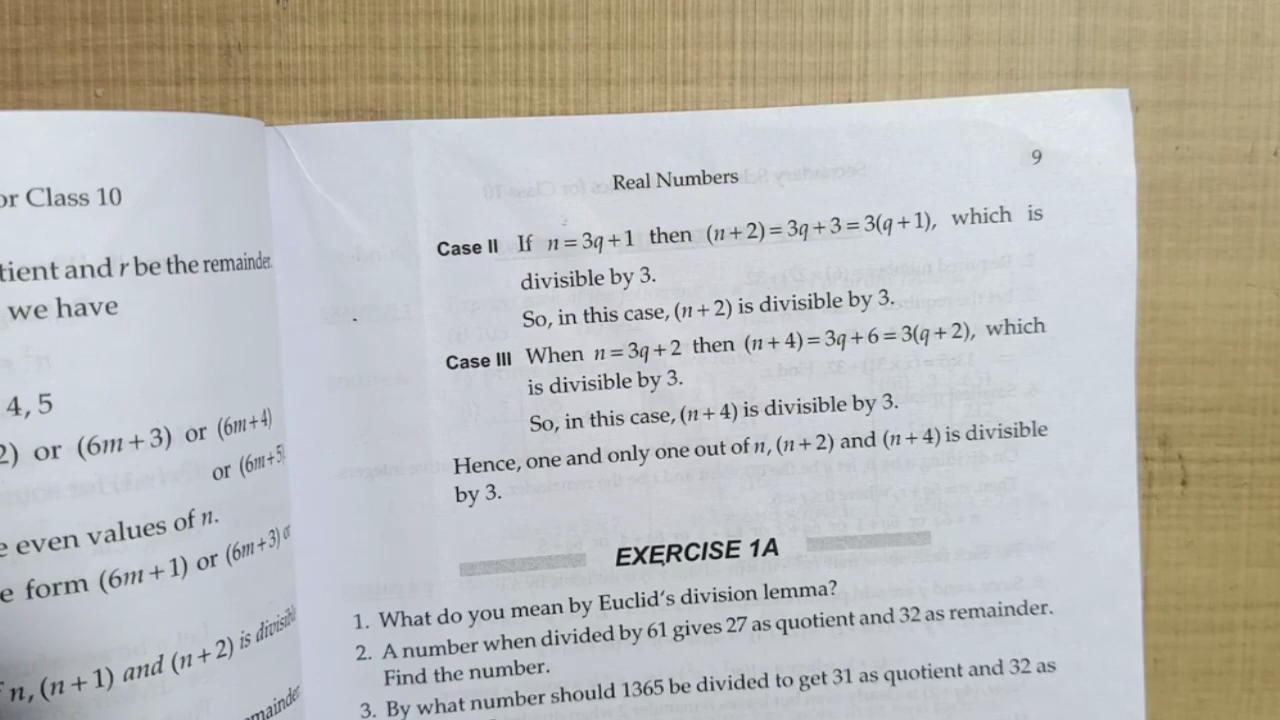 or Class 10
tient and r be the remainder.
we have
4, 5
2) or (6m + 3) or (6m + 4)
or (6m + 5)
e even values of n.
e form (6m + 1) or (6m + 3) or
n, (n + 1) and (n + 2) is divisible
mainder
Real Numbers
9
Case II If n = 3q + 1 then (n + 2) = 3q + 3 = 3(q + 1), which is
divisible by 3.
So, in this case, (n + 2) is divisible by 3.
Case III When n = 3q + 2 then (n + 4) = 3q + 6 = 3(q + 2), which
is divisible by 3.
So, in this case, (n + 4) is divisible by 3.
Hence, one and only one out of n, (n + 2) and (n + 4) is divisible
by 3.
EXERCISE 1A
1. What do you mean by Euclid's division lemma?
2. A number when divided by 61 gives 27 as quotient and 32 as remainder.
Find the number.
3. By what number should 1365 be divided to get 31 as quotient and 32 as